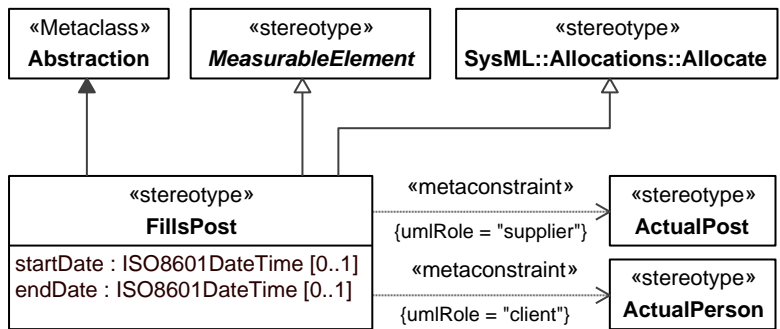 «Metaclass»
Abstraction
«stereotype»
MeasurableElement
«stereotype»
SysML::Allocations::Allocate
«stereotype»
FillsPost
startDate : ISO8601DateTime [0..1]
endDate : ISO8601DateTime [0..1]
«metaconstraint»
{umlRole = "supplier"}
«stereotype»
ActualPost
«metaconstraint»
{umlRole = "client"}
«stereotype»
ActualPerson